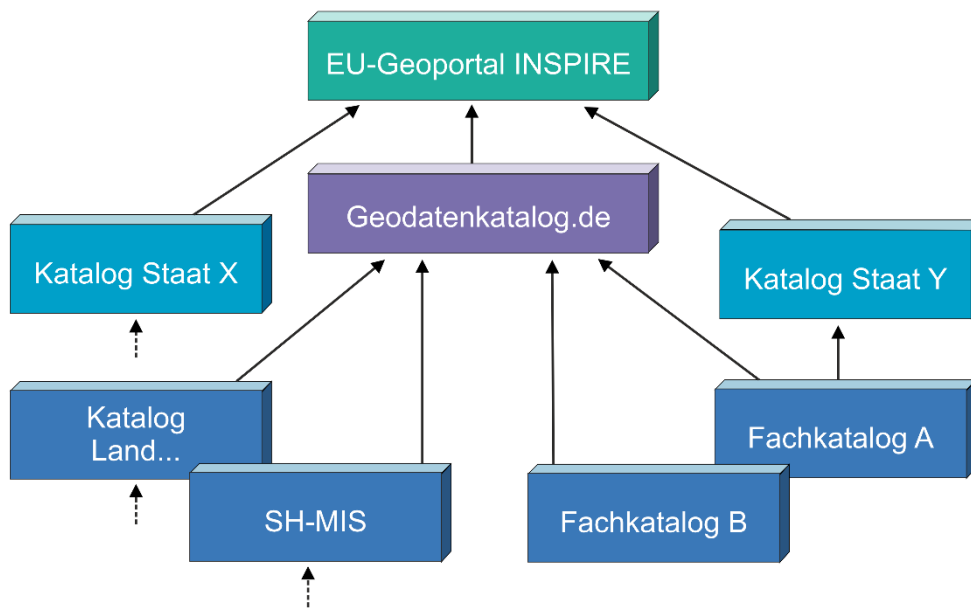 EU-Geoportal INSPIRE
Geodatenkatalog.de
Katalog Staat X
Katalog Staat Y
Katalog
Land...
Fachkatalog A
SH-MIS
Fachkatalog B